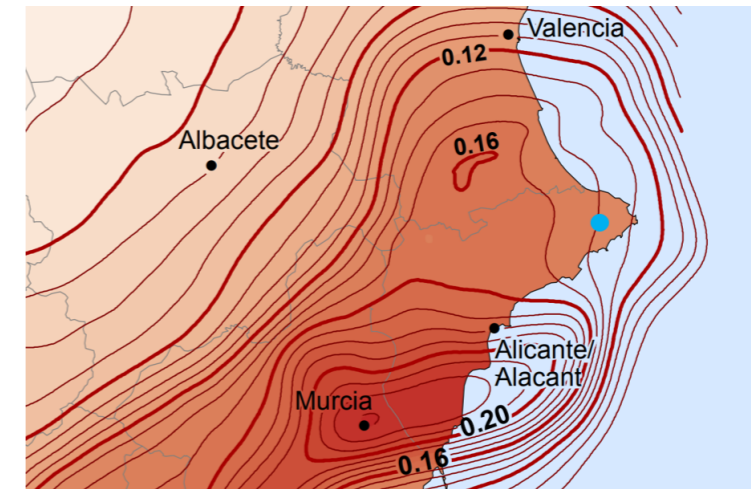 Valencia
0.12
Albacete
0.16
Alicante/
Alacant
Murcia
0.20
0.16